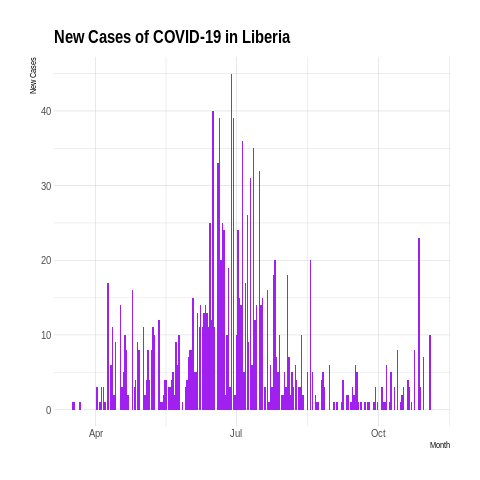 New Cases of COVID-19 in Liberia
New Cases
40
30
20
10
0
Apr
Jul
Oct
Month